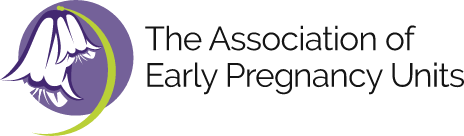 The Association of
Early Pregnancy Units